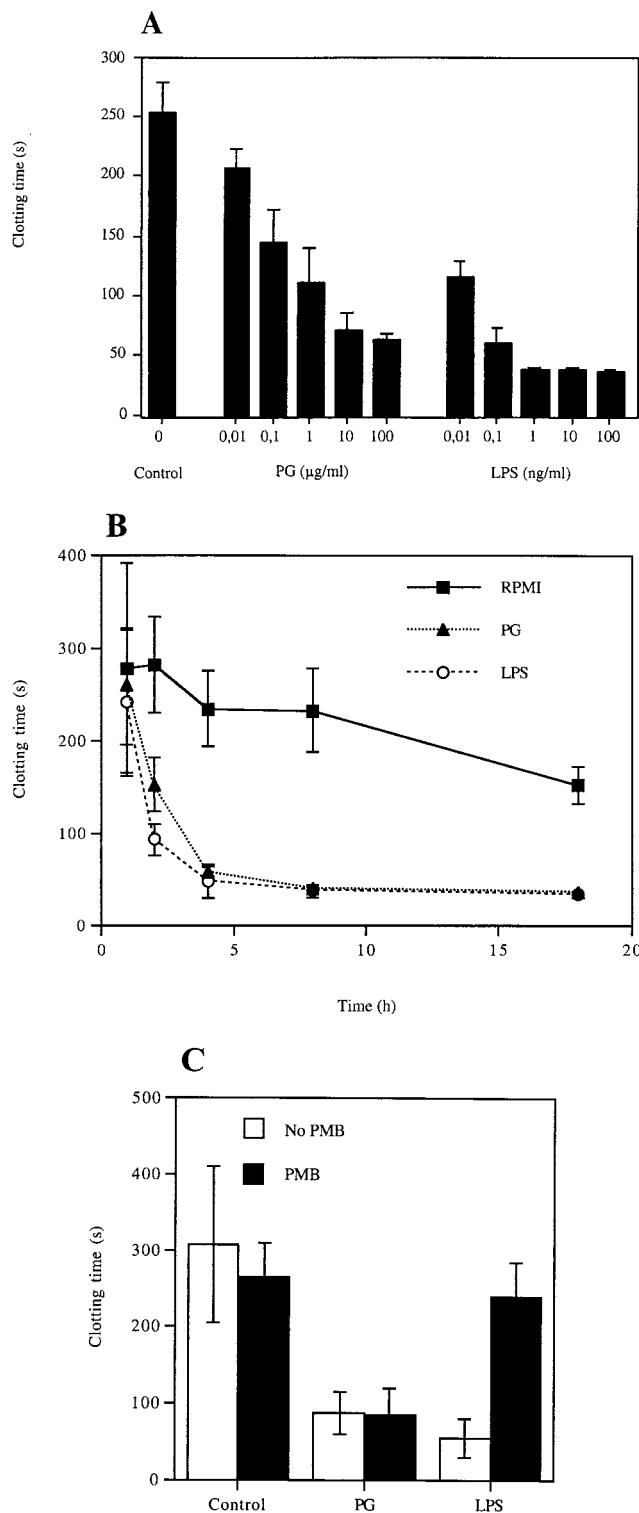 A
Clotting time (s)
300
250
200
150
100
50
0
0 0,01 0,1 1 10 100 0,01 0,1 1 10 100
Control PG (µg/ml) LPS (ng/ml)
B
Clotting time (s)
400
300
200
100
0
RPMI
PG
LPS
0 5 10 15 20
Time (h)
C
Clotting time (s)
500
400
300
200
100
0
No PMB
PMB
Control PG LPS